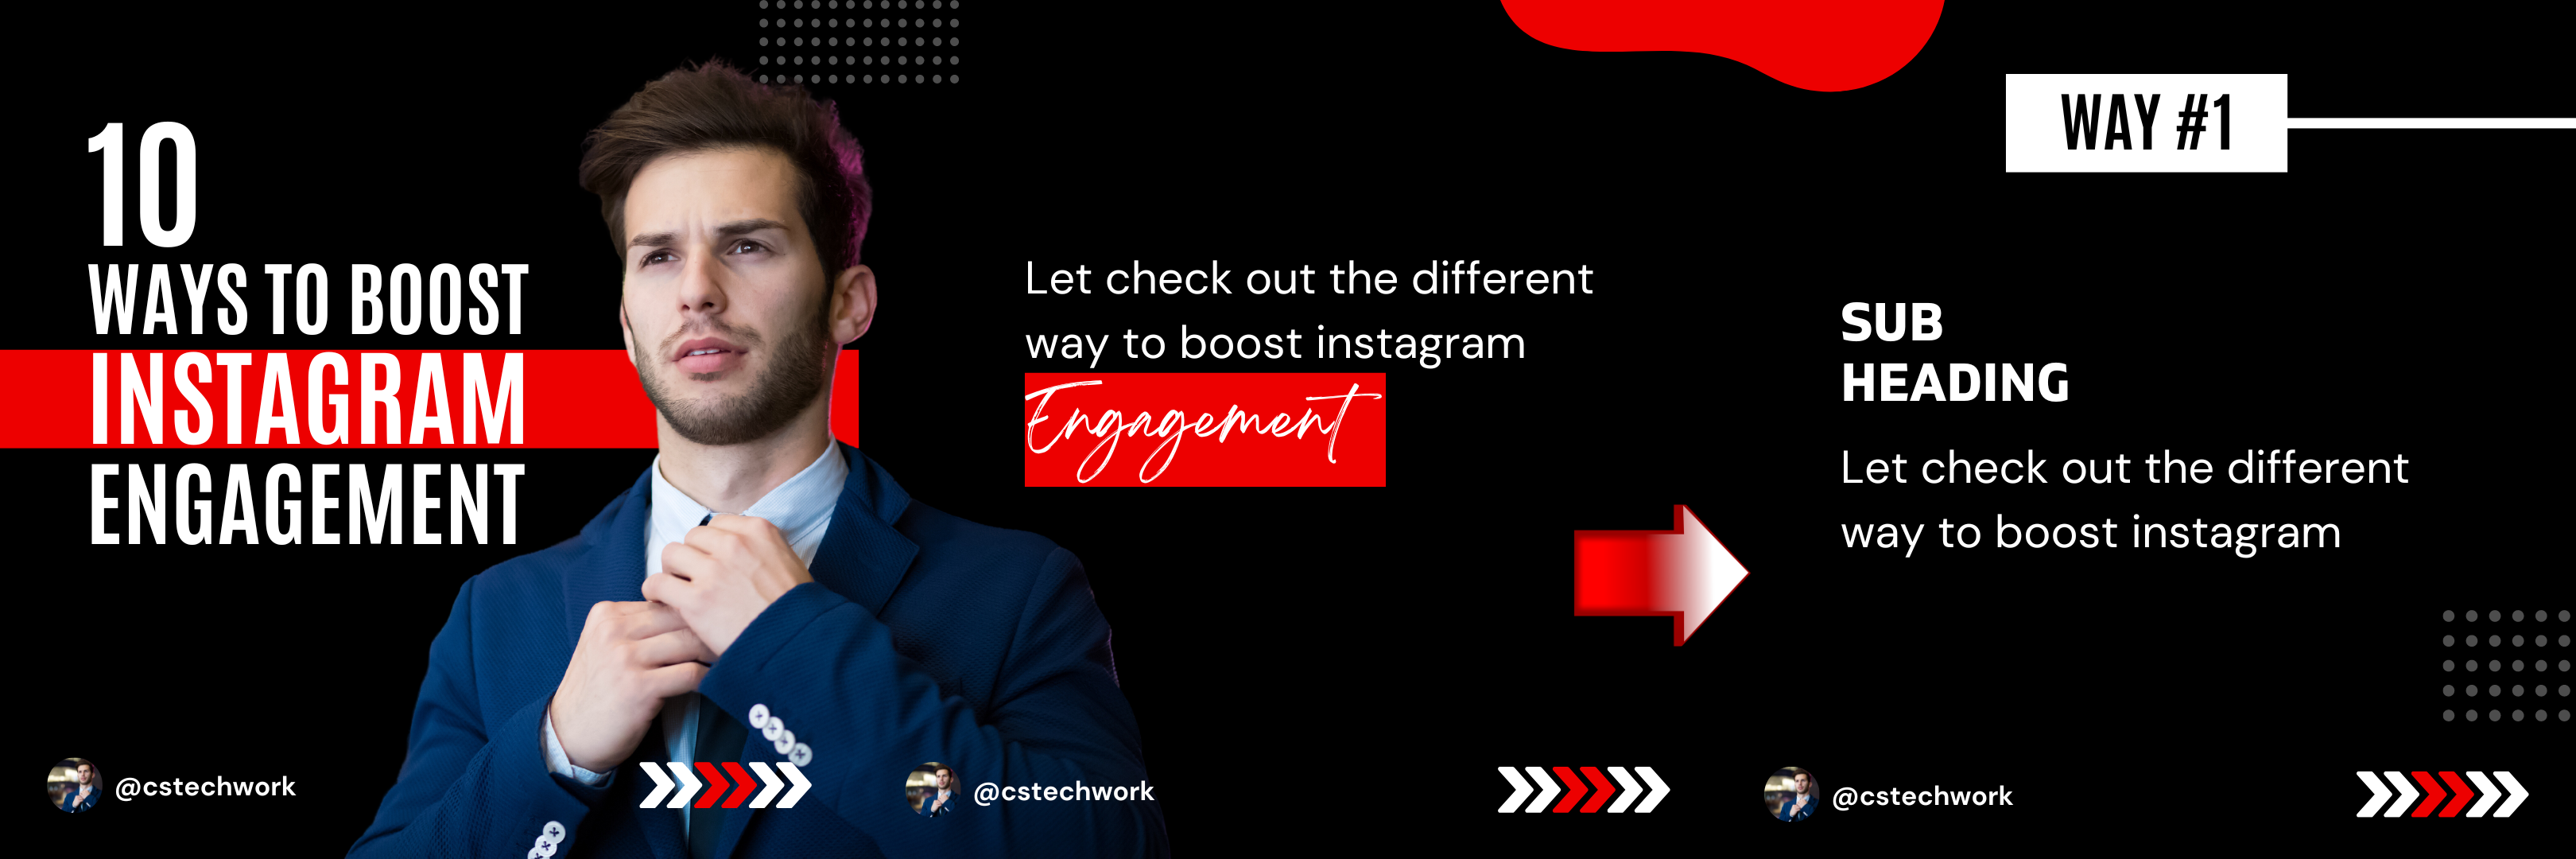 10
WAYS TO BOOST
INSTAGRAM
ENGAGEMENT
@cstechwork
Let check out the different
way to boost instagram
Engagement
@cstechwork
WAY #1
SUB
HEADING
Let check out the different
way to boost instagram
@cstechwork